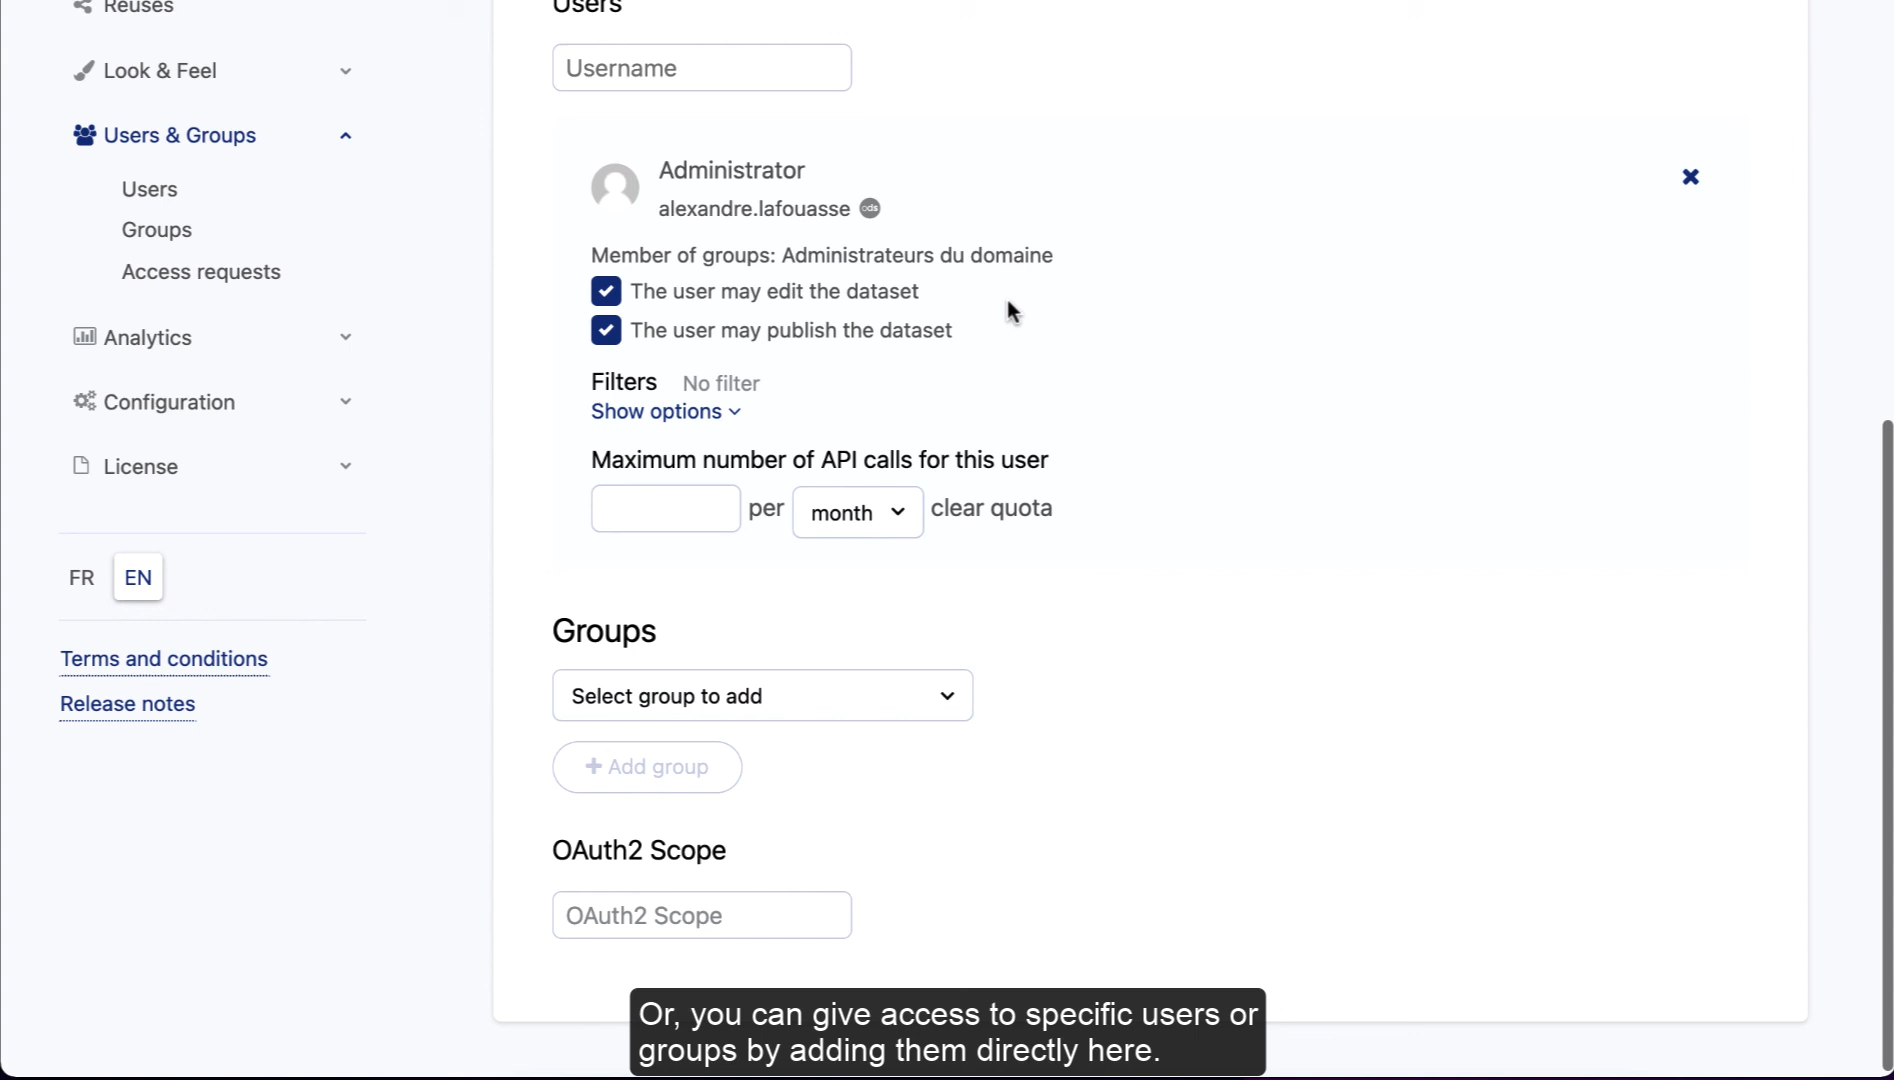 Reuses
Look & Feel
Users & Groups
Users
Groups
Access requests
Analytics
Configuration
License
FR EN
Terms and conditions
Release notes
Users
Username
Administrator
alexandre.lafouasse ods
Member of groups: Administrateurs du domaine
The user may edit the dataset
The user may publish the dataset
Filters No filter
Show options
Maximum number of API calls for this user
per month clear quota
Groups
Select group to add
+ Add group
OAuth2 Scope
OAuth2 Scope
Or, you can give access to specific users or
groups by adding them directly here.